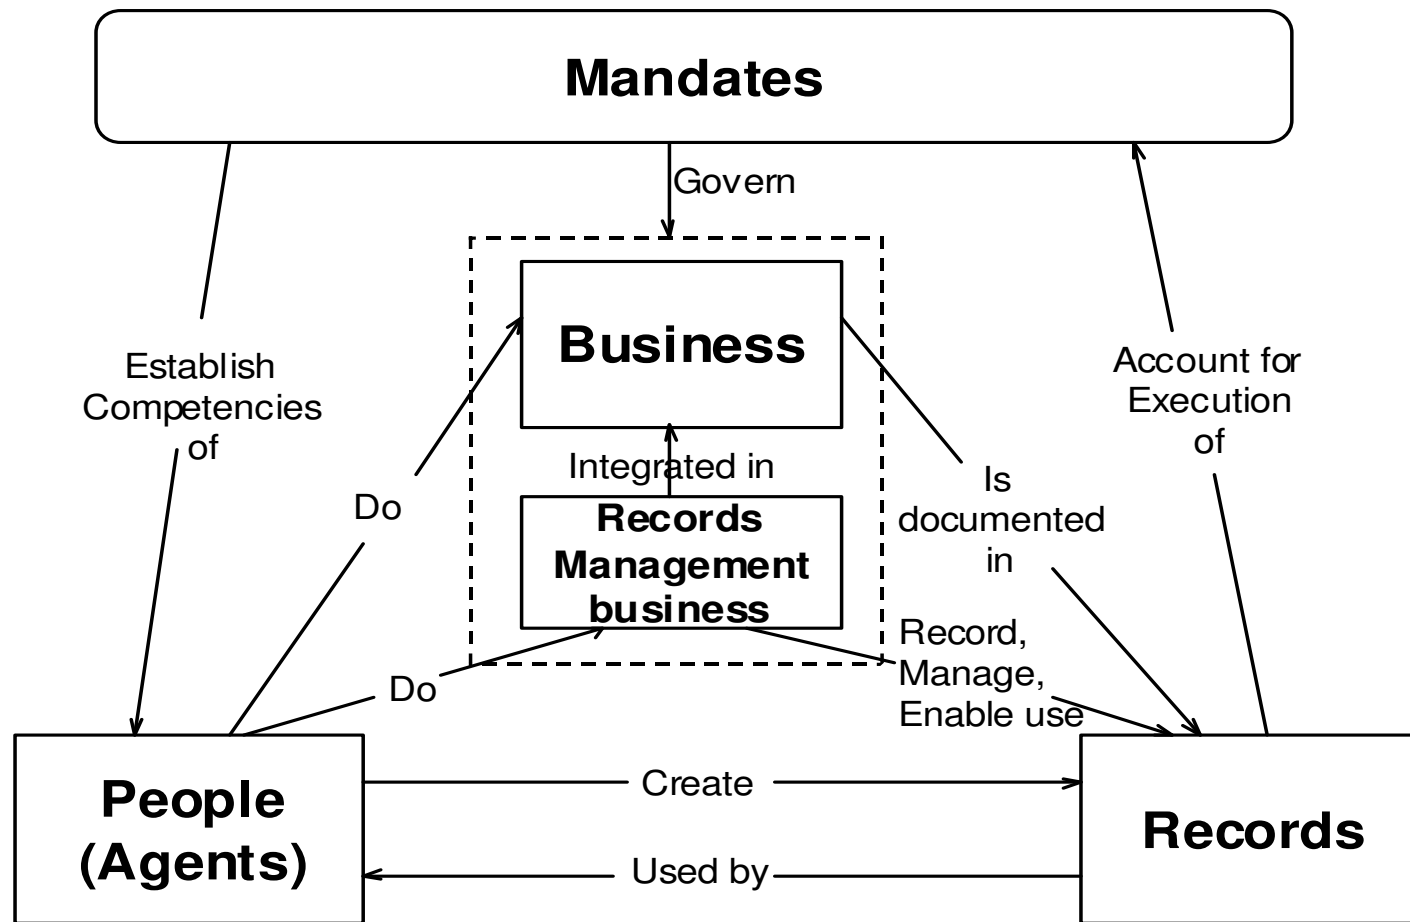 Mandates
Govern
Business
Establish
Competencies
of
Account for
Execution
of
Integrated in
Do
Is
documented
in
Records
Management
business
Record,
Manage,
Enable use
Do
People
(Agents)
Create
Used by
Records